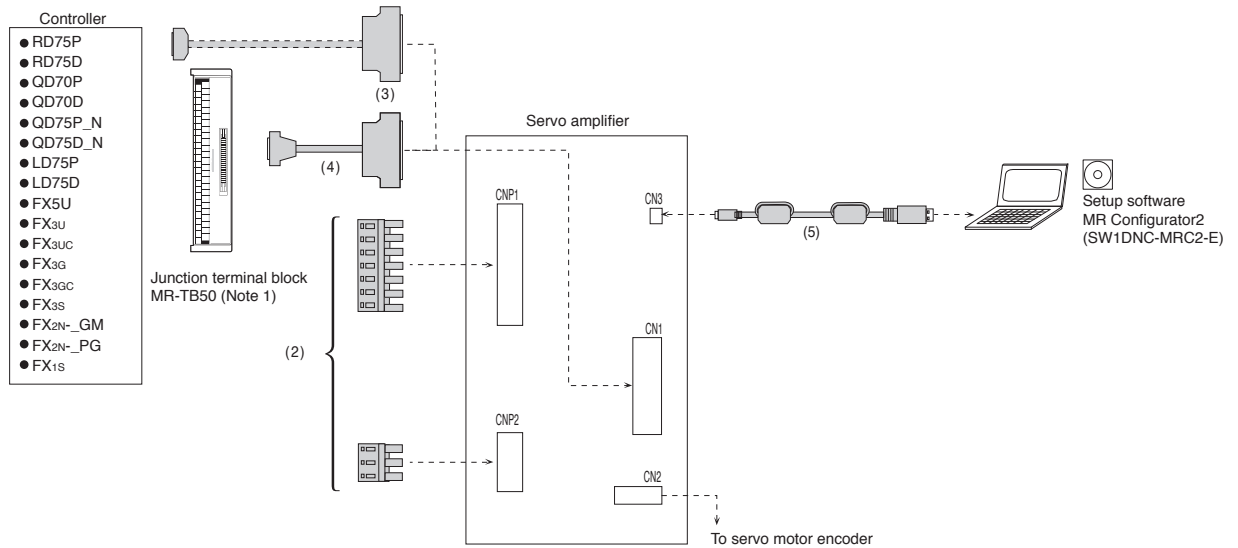 Controller
● RD75P
● RD75D
● QD70P
● QD70D
● QD75P_N
● QD75D_N
● LD75P
● LD75D
● FX5U
● FX3U
● FX3UC
● FX3G
● FX3GC
● FX3S
● FX2N-_GM
● FX2N-_PG
● FX1S
Junction terminal block
MR-TB50 (Note 1)
(3)
(4)
(2)
Servo amplifier
CNP1
CNP2
CN3
CN1
CN2
(5)
Setup software
MR Configurator2
(SW1DNC-MRC2-E)
To servo motor encoder